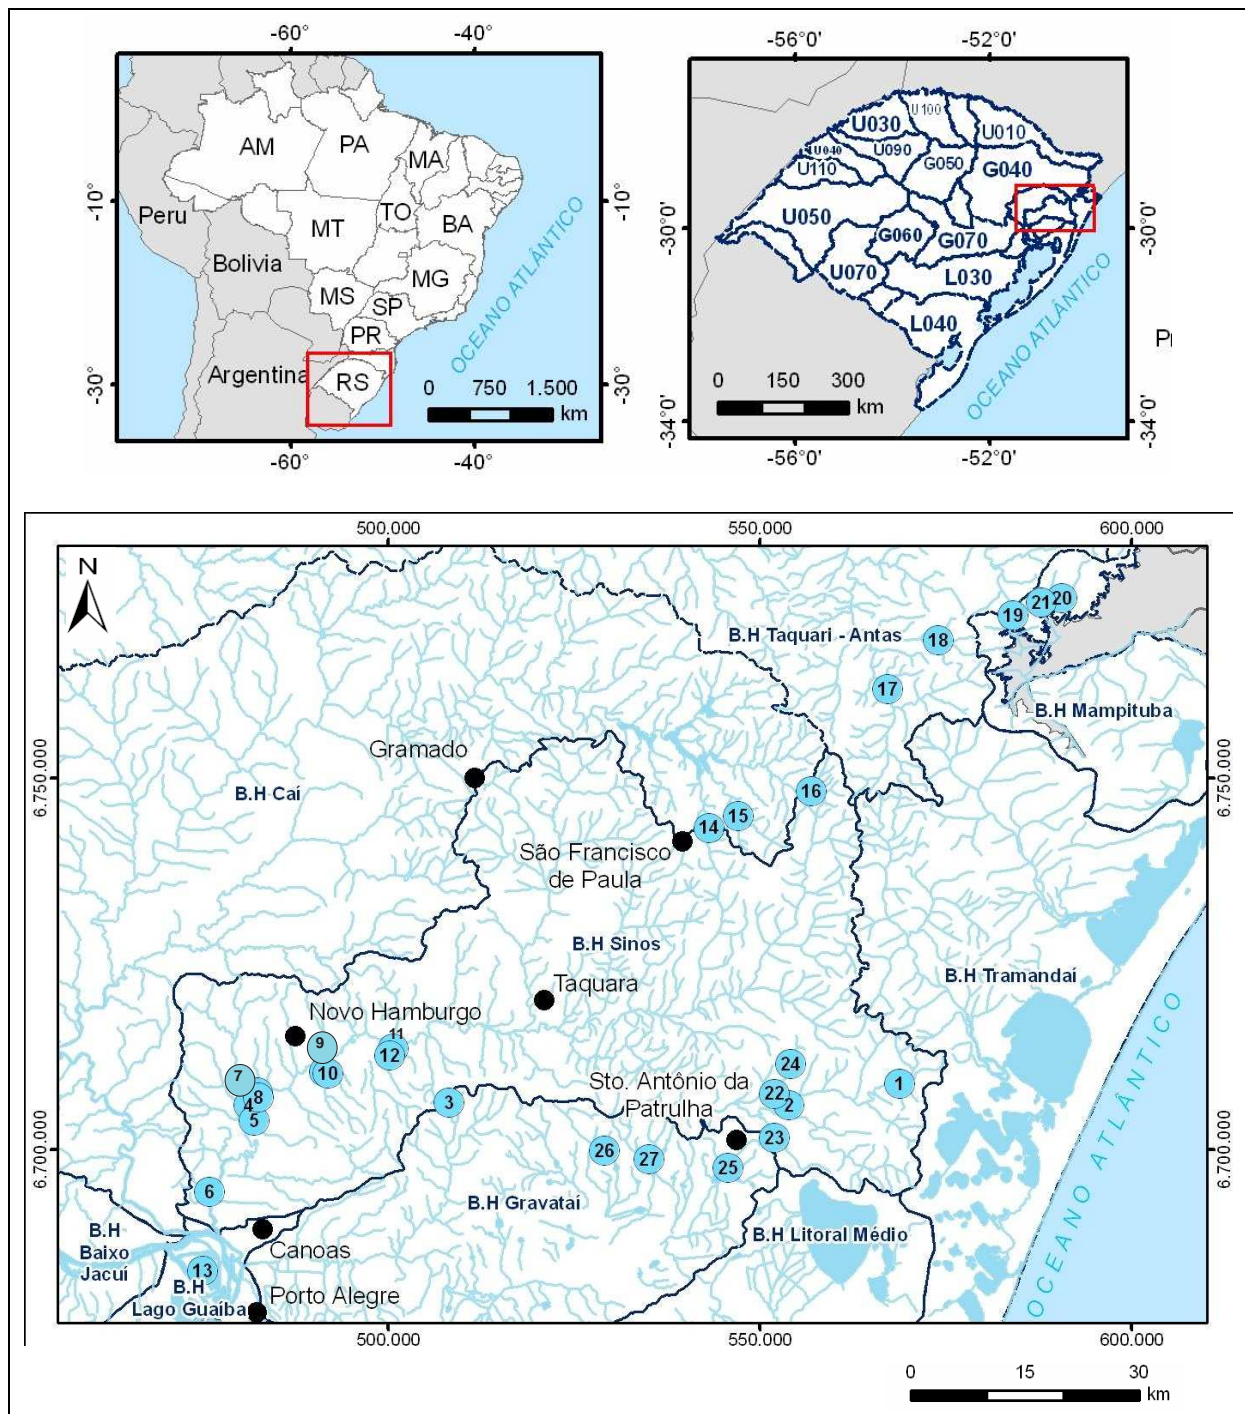 -60°
-40°
-10°
-30°
-10°
-30°
-60°
-40°
AM
PA
MA
TO
MT
BA
MG
MS
SP
PR
RS
Peru
Bolivia
Argentina
OCEANO ATLÂNTICO
0 750 1.500
km
-56°0'
-52°0'
-30°0'
-34°0'
-30°0'
-34°0'
-56°0'
-52°0'
U030
U100
U010
U040
U090
U110
G050
G040
U050
G060
G070
U070
L030
L040
OCEANO ATLÂNTICO
0 150 300
km
500.000
550.000
600.000
N
21
20
19
18
B.H Taquari - Antas
17
B.H Mampituba
6.750.000
6.750.000
Gramado
B.H Caí
16
15
14
São Francisco
de Paula
B.H Sinos
B.H Tramandaí
Taquara
Novo Hamburgo
11
9
12
10
7
8
4
5
3
24
1
22
2
Sto. Antônio da
Patrulha
23
6.700.000
6.700.000
26
27
25
6
B.H Gravataí
B.H Litoral Médio
B.H
Baixo
Jacuí
Canoas
13
B.H
Lago Guaíba
Porto Alegre
OCEANO ATLÂNTICO
500.000
550.000
600.000
0 15 30
km